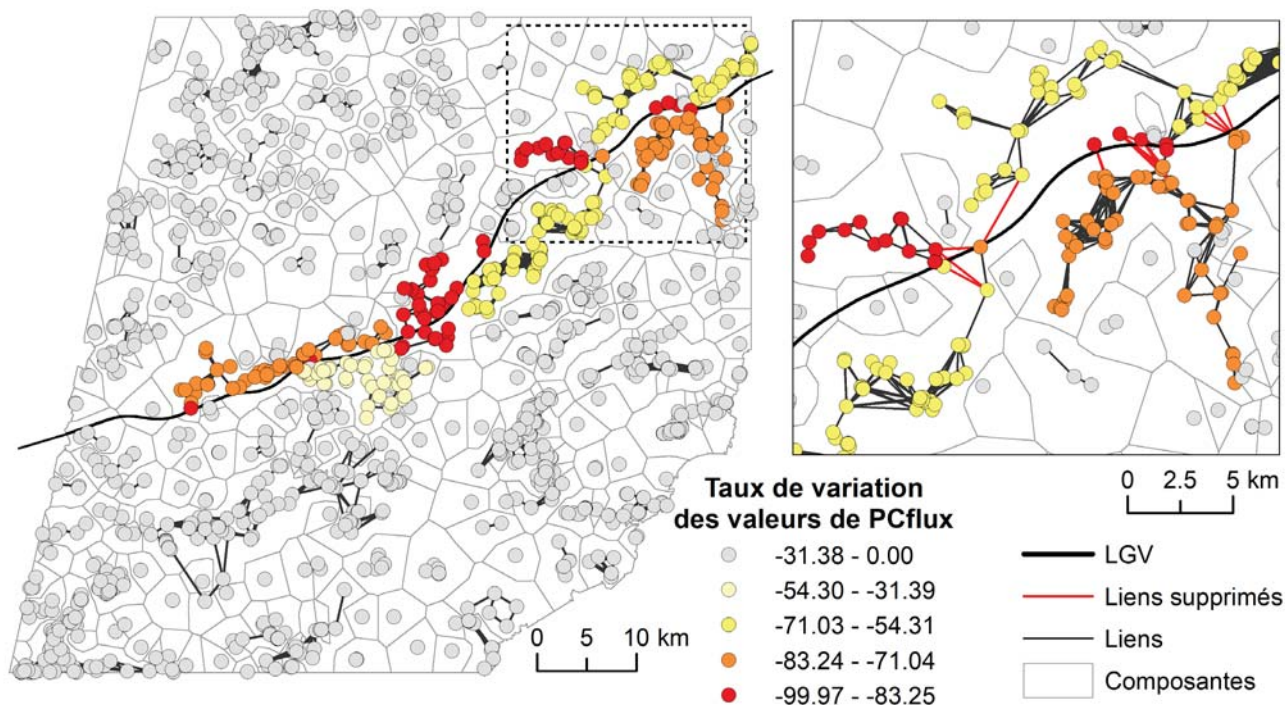 0 2.5 5 km
Taux de variation
des valeurs de PCflux
-31.38 - 0.00
-54.30 - -31.39
-71.03 - -54.31
-83.24 - -71.04
-99.97 - -83.25
LGV
Liens supprimés
Liens
Composantes
0 5 10 km